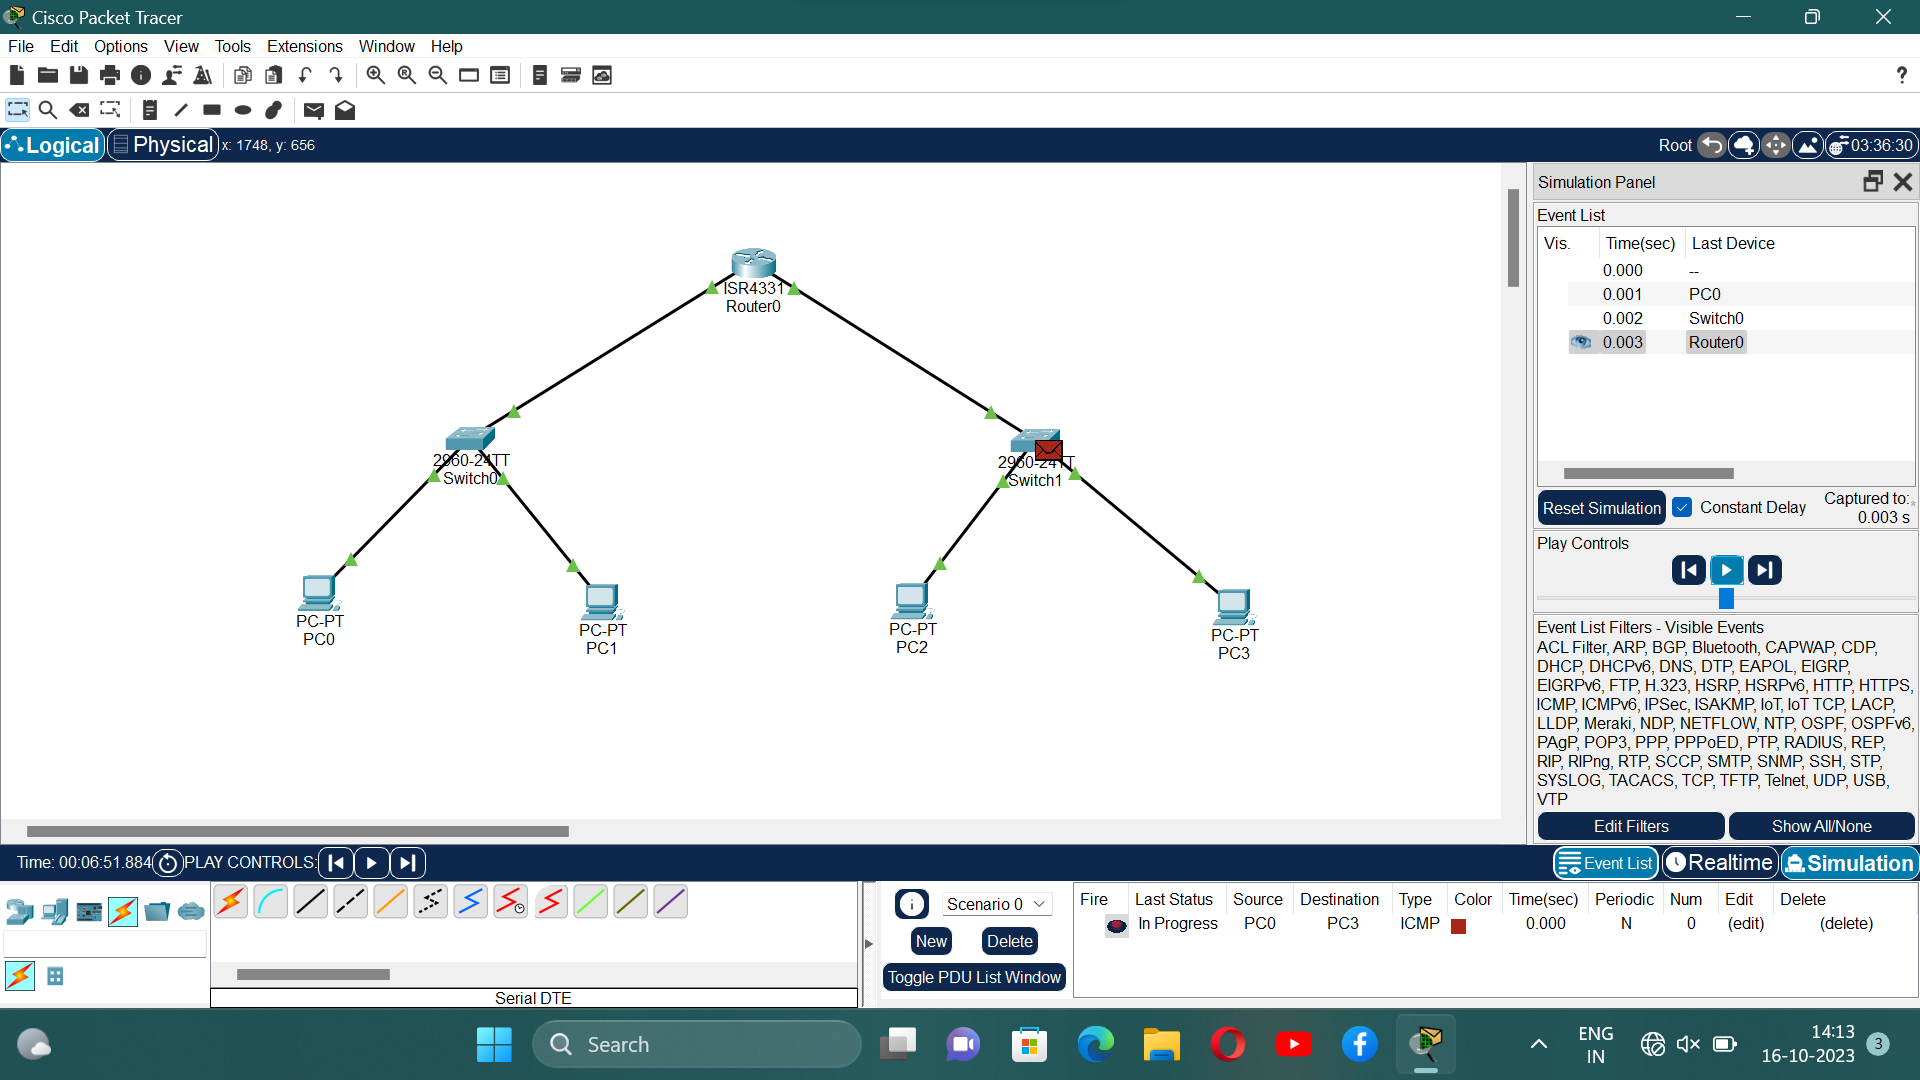 Cisco Packet Tracer
File Edit Options View Tools Extensions Window Help
Logical Physical x: 1748, y: 656 Root 03:36:30
Simulation Panel
Event List
Vis. Time(sec) Last Device
0.000 --
0.001 PC0
0.002 Switch0
0.003 Router0
ISR4331
Router0
2960-24TT
Switch0
2960-24TT
Switch1
PC-PT
PC0
PC-PT
PC1
PC-PT
PC2
PC-PT
PC3
Reset Simulation Constant Delay Captured to:
0.003 s
Play Controls
Event List Filters - Visible Events
ACL Filter, ARP, BGP, Bluetooth, CAPWAP, CDP,
DHCP, DHCPv6, DNS, DTP, EAPOL, EIGRP,
EIGRPv6, FTP, H.323, HSRP, HSRPv6, HTTP, HTTPS,
ICMP, ICMPv6, IPSec, ISAKMP, IoT, IoT TCP, LACP,
LLDP, Meraki, NDP, NETFLOW, NTP, OSPF, OSPFv6,
PAgP, POP3, PPP, PPPoED, PTP, RADIUS, REP,
RIP, RIPng, RTP, SCCP, SMTP, SNMP, SSH, STP,
SYSLOG, TACACS, TCP, TFTP, Telnet, UDP, USB,
VTP
Edit Filters Show All/None
Time: 00:06:51.884 PLAY CONTROLS: Event List Realtime Simulation
Scenario 0
New Delete
Toggle PDU List Window
Fire Last Status Source Destination Type Color Time(sec) Periodic Num Edit Delete
In Progress PC0 PC3 ICMP 0.000 N 0 (edit) (delete)
Serial DTE
Search
ENG
IN
14:13
16-10-2023
3